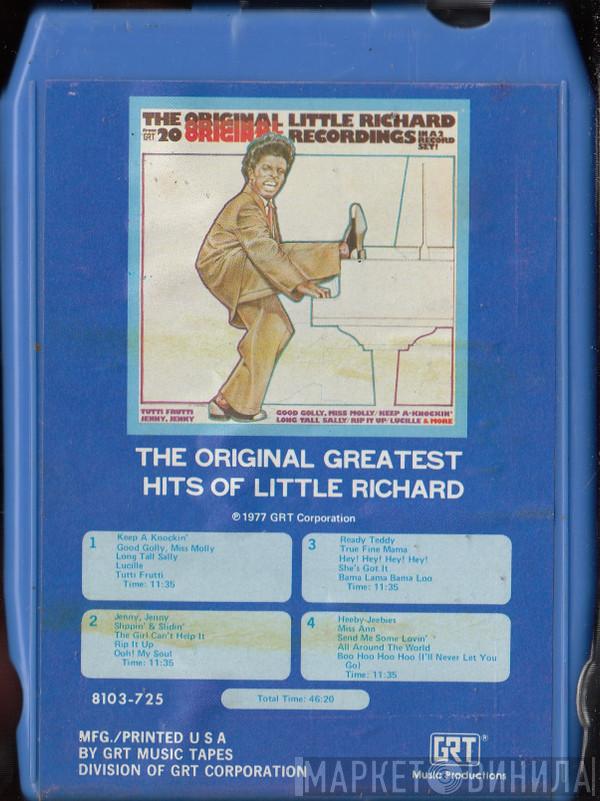 THE ORIGINAL LITTLE RICHARD
from GRT 20 ORIGINAL RECORDINGS IN A 2 RECORD SET!
TUTTI FRUTTI
JENNY, JENNY
GOOD GOLLY, MISS MOLLY/KEEP A-KNOCKIN'
LONG TALL SALLY/RIP IT UP/LUCILLE & MORE
THE ORIGINAL GREATEST
HITS OF LITTLE RICHARD
℗ 1977 GRT Corporation
1
Keep A Knockin'
Good Golly, Miss Molly
Long Tall Sally
Lucille
Tutti Frutti
Time: 11:35
2
Jenny, Jenny
Slippin' & Slidin'
The Girl Can't Help It
Rip It Up
Ooh! My Soul
Time: 11:35
3
Ready Teddy
True Fine Mama
Hey! Hey! Hey! Hey!
She's Got It
Bama Lama Bama Loo
Time: 11:35
4
Heeby-Jeebies
Miss Ann
Send Me Some Lovin'
All Around The World
Boo Hoo Hoo Hoo (I'll Never Let You
Go)
Time: 11:35
8103-725
Total Time: 46:20
MFG./PRINTED U S A
BY GRT MUSIC TAPES
DIVISION OF GRT CORPORATION
GRT®
Music Productions
МАРКЕТ ВИНИЛА